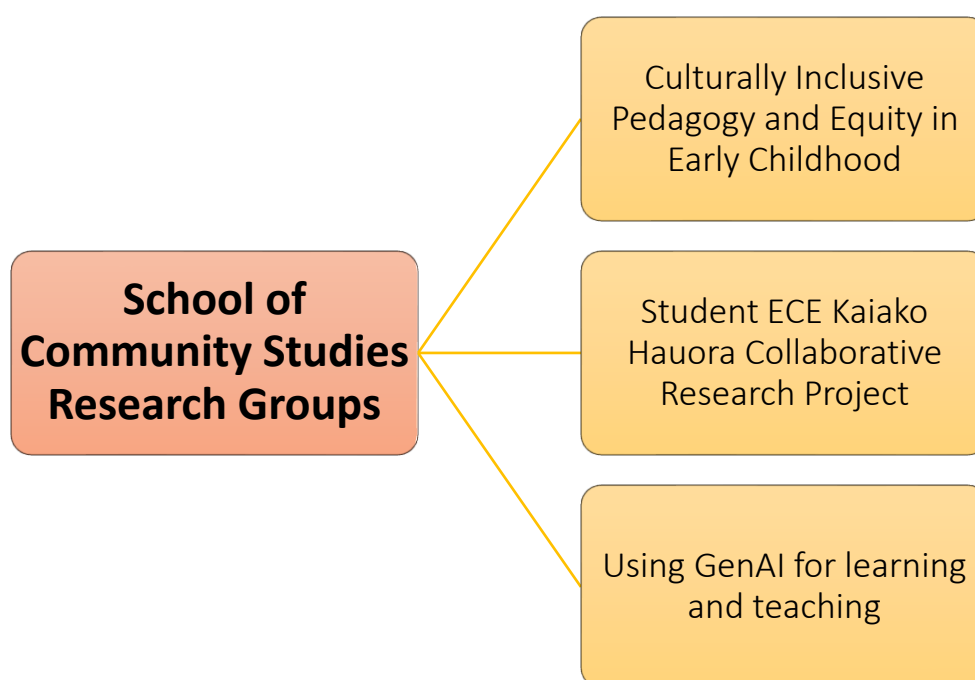 School of
Community Studies
Research Groups
Culturally Inclusive
Pedagogy and Equity in
Early Childhood
Student ECE Kaiako
Hauora Collaborative
Research Project
Using GenAI for learning
and teaching